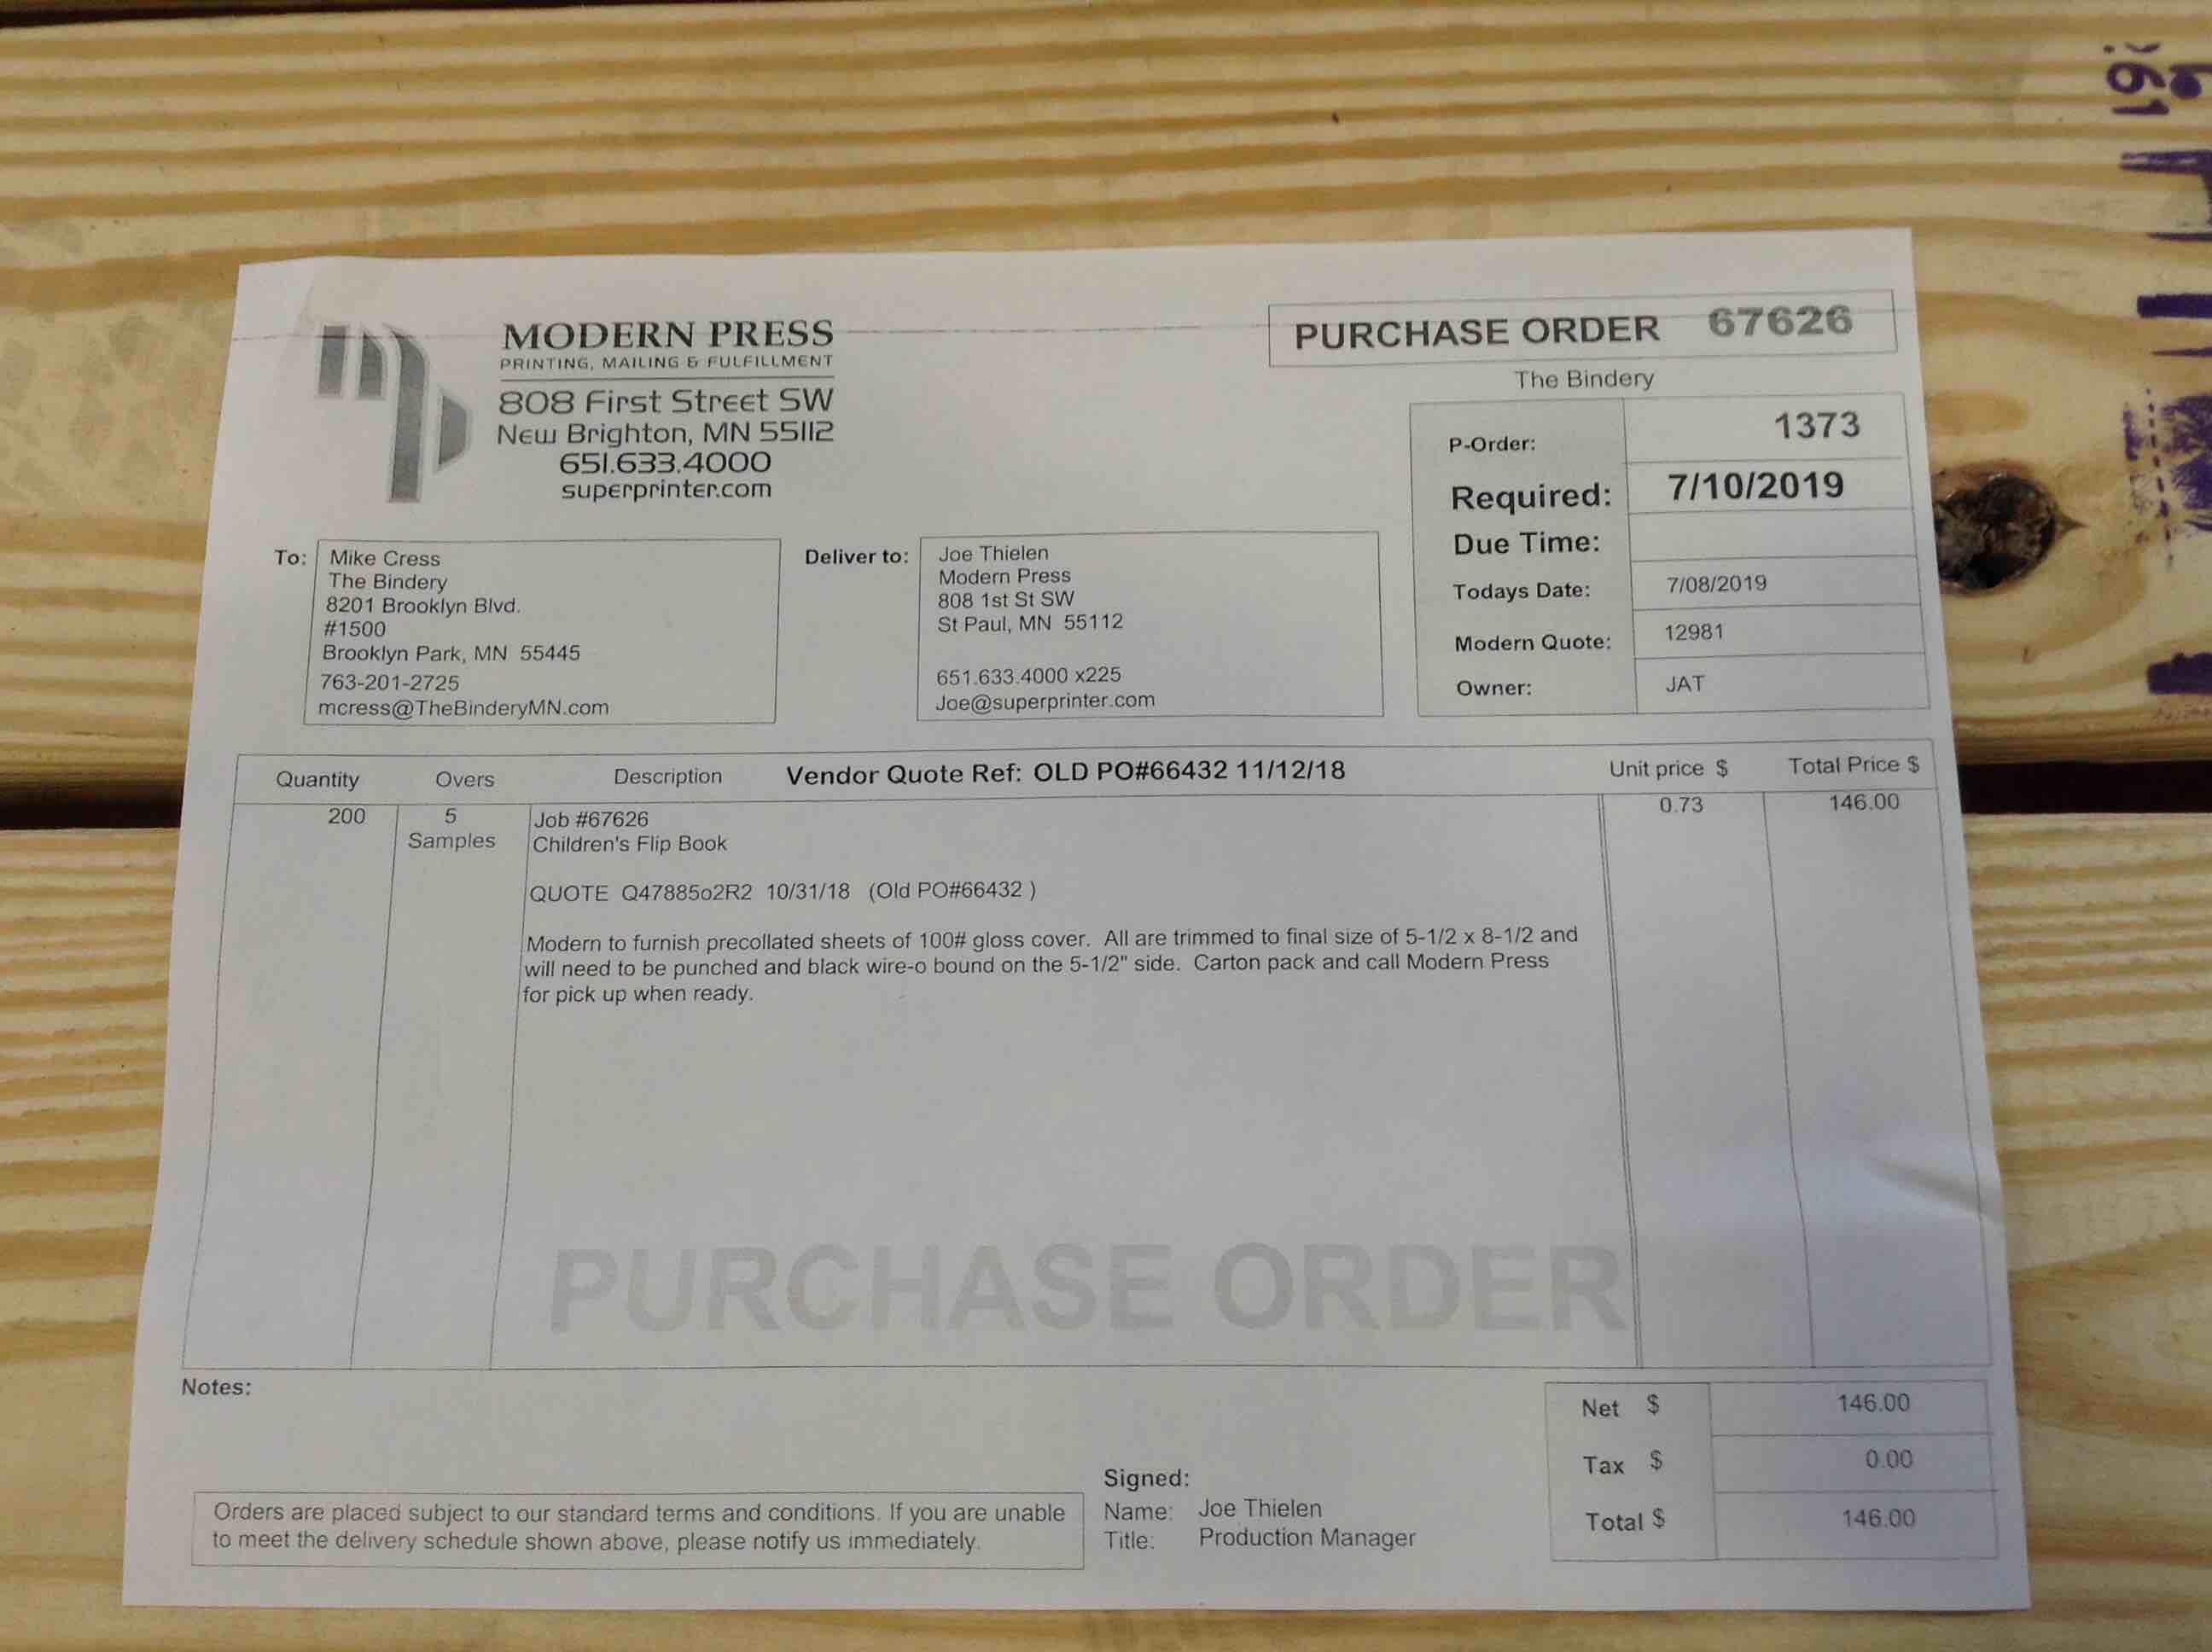 MODERN PRESS
PRINTING, MAILING & FULFILLMENT
808 First Street SW
New Brighton, MN 55112
651.633.4000
superprinter.com
PURCHASE ORDER 67626
The Bindery
P-Order: 1373
Required: 7/10/2019
Due Time:
Todays Date: 7/08/2019
Modern Quote: 12981
Owner: JAT
To: Mike Cress
The Bindery
8201 Brooklyn Blvd.
#1500
Brooklyn Park, MN 55445
763-201-2725
mcress@TheBinderyMN.com
Deliver to: Joe Thielen
Modern Press
808 1st St SW
St Paul, MN 55112
651.633.4000 x225
Joe@superprinter.com
Quantity Overs Description Vendor Quote Ref: OLD PO#66432 11/12/18 Unit price $ Total Price $
200 5 Job #67626 0.73 146.00
Samples Children's Flip Book
QUOTE Q47885o2R2 10/31/18 (Old PO#66432 )
Modern to furnish precollated sheets of 100# gloss cover. All are trimmed to final size of 5-1/2 x 8-1/2 and
will need to be punched and black wire-o bound on the 5-1/2" side. Carton pack and call Modern Press
for pick up when ready.
PURCHASE ORDER
Notes:
Net $ 146.00
Tax $ 0.00
Total $ 146.00
Signed:
Name: Joe Thielen
Title: Production Manager
Orders are placed subject to our standard terms and conditions. If you are unable
to meet the delivery schedule shown above, please notify us immediately.